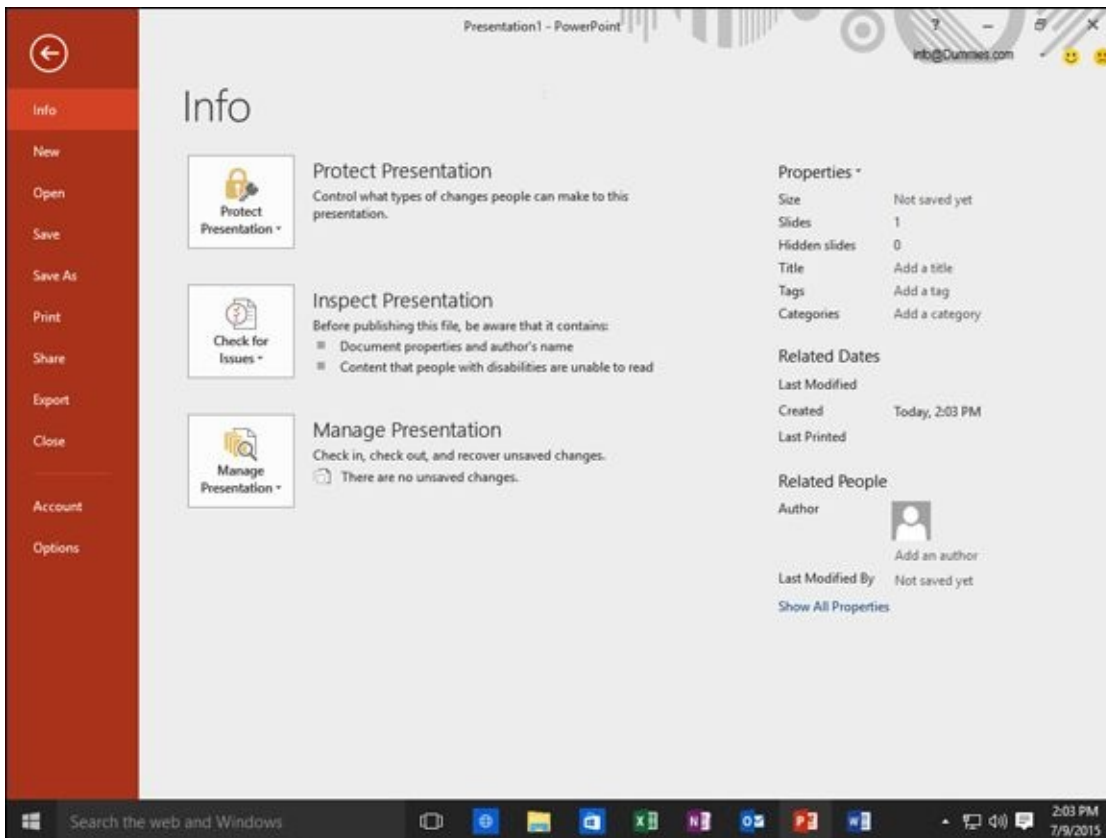 Presentation1 - PowerPoint
?
info@Dummies.com
Info
New
Open
Save
Save As
Print
Share
Export
Close
Account
Options
Info
Protect Presentation
Protect Presentation
Control what types of changes people can make to this
presentation.
Check for Issues
Inspect Presentation
Before publishing this file, be aware that it contains:
Document properties and author's name
Content that people with disabilities are unable to read
Manage Presentation
Manage Presentation
Check in, check out, and recover unsaved changes.
There are no unsaved changes.
Properties
Size Not saved yet
Slides 1
Hidden slides 0
Title Add a title
Tags Add a tag
Categories Add a category
Related Dates
Last Modified
Created Today, 2:03 PM
Last Printed
Related People
Author
Add an author
Last Modified By Not saved yet
Show All Properties
Search the web and Windows
2:03 PM
7/9/2015